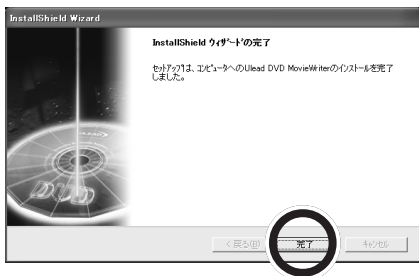 InstallShield Wizard
InstallShield ウィザードの完了
セットアップは、コンピュータへのUlead DVD MovieWriterのインストールを完了
しました。
ULEAD
DVD
< 戻る(B)
完了
キャンセル